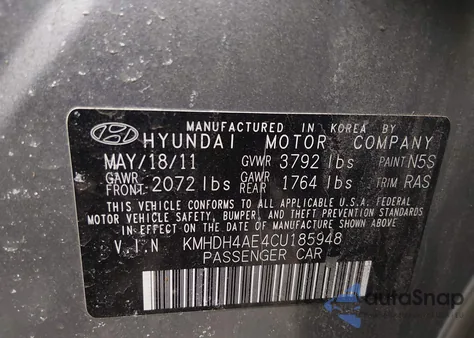 MANUFACTURED IN KOREA BY
HYUNDAI MOTOR COMPANY
MAY/18/11 GVWR 3792 lbs PAINT N5S
GAWR FRONT 2072 lbs GAWR REAR 1764 lbs TRIM RAS
THIS VEHICLE CONFORMS TO ALL APPLICABLE U.S.A. FEDERAL
MOTOR VEHICLE SAFETY, BUMPER, AND THEFT PREVENTION STANDARDS
IN EFFECT ON THE DATE OF MANUFACTURE SHOWN ABOVE.
V I N KMHDH4AE4CU185948
PASSENGER CAR
autoSnap